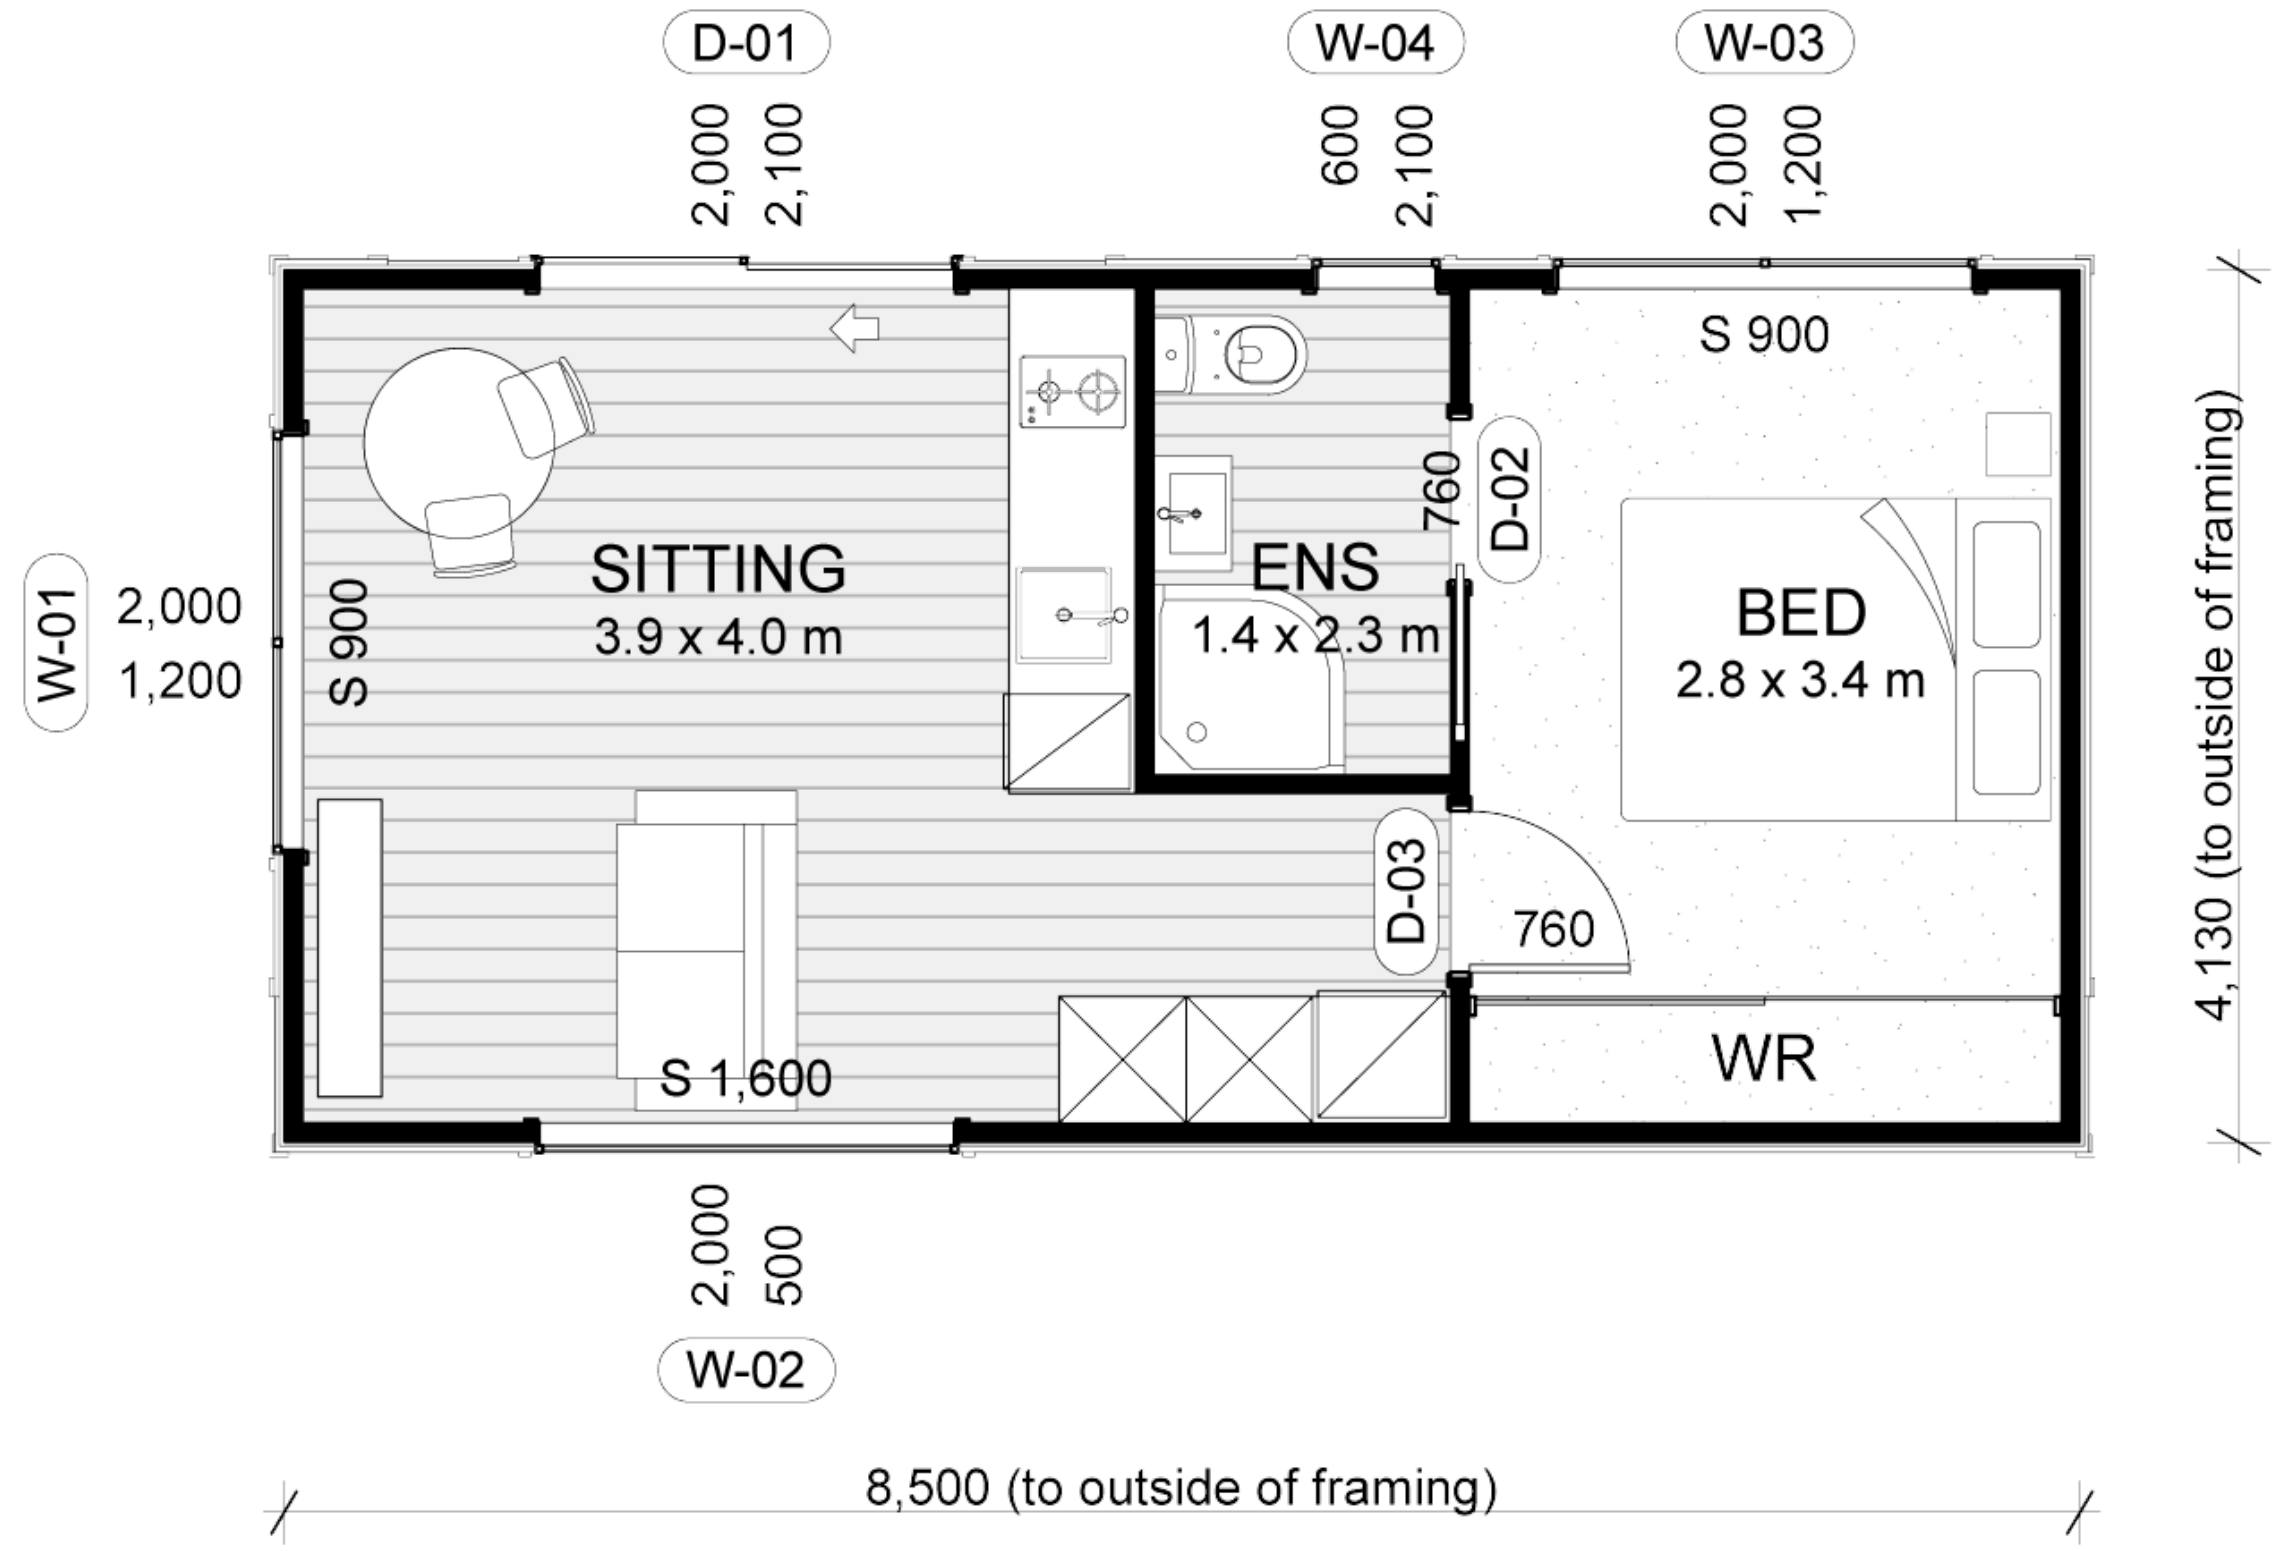 D-01
W-04
W-03
2,000
2,100
600
2,100
2,000
1,200
S 900
W-01
2,000
1,200
S 900
SITTING
3.9 x 4.0 m
ENS
1.4 x 2.3 m
760
D-02
BED
2.8 x 3.4 m
4,130 (to outside of framing)
D-03
760
WR
S 1,600
2,000
500
W-02
8,500 (to outside of framing)